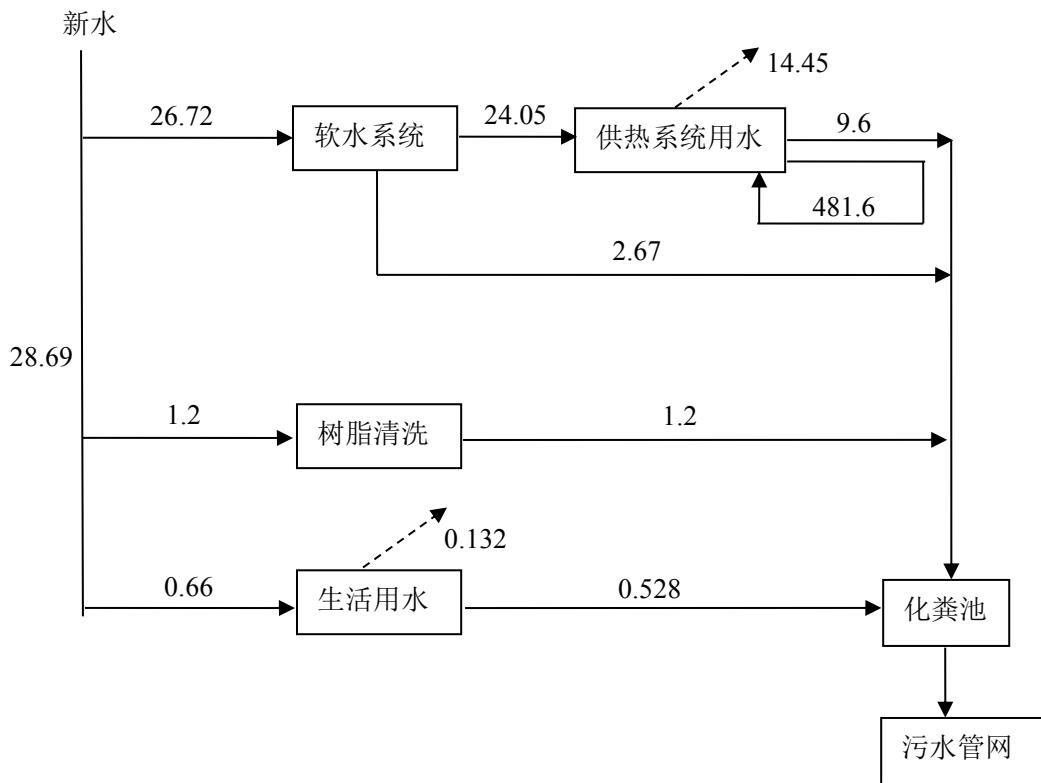 新水
14.45
26.72
24.05
9.6
软水系统
供热系统用水
481.6
2.67
28.69
1.2
1.2
树脂清洗
0.132
0.66
生活用水
0.528
化粪池
污水管网